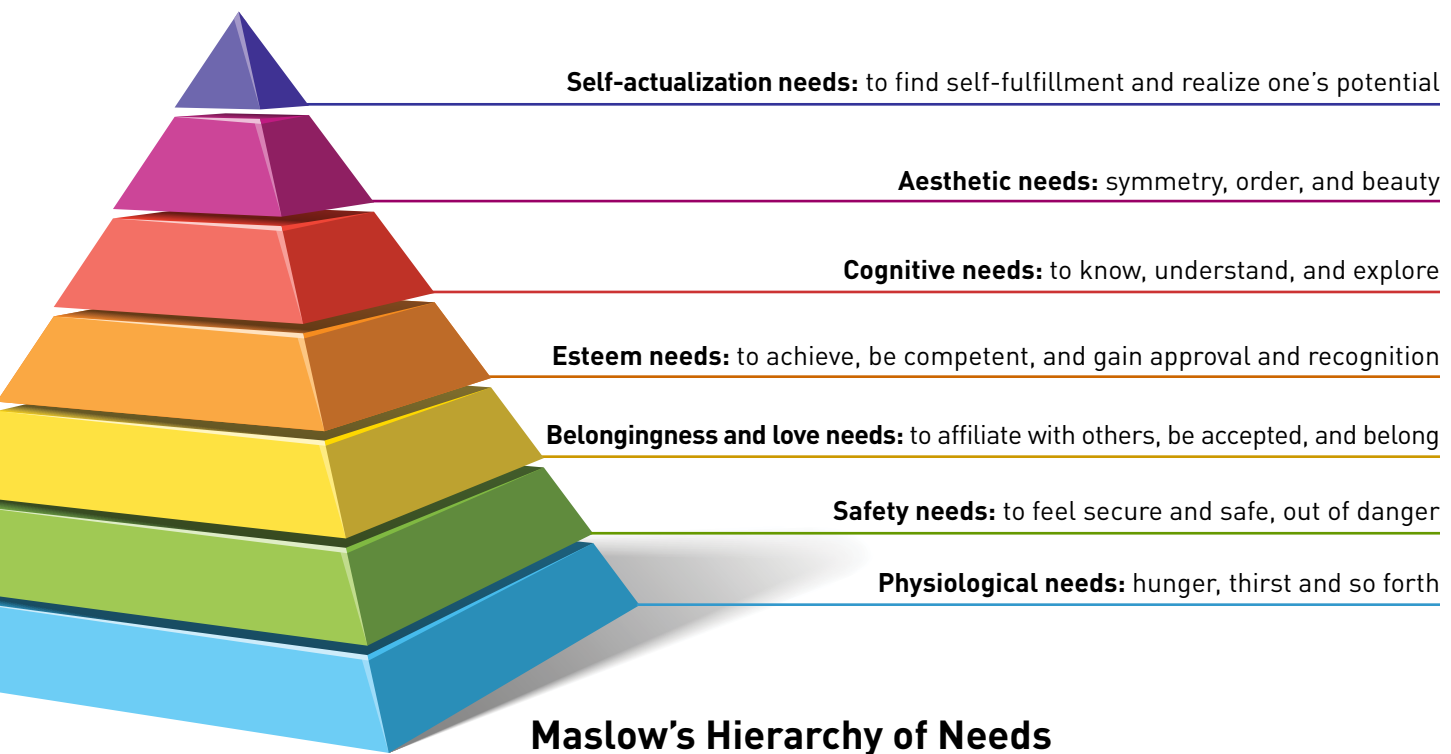 Self-actualization needs: to find self-fulfillment and realize one's potential
Aesthetic needs: symmetry, order, and beauty
Cognitive needs: to know, understand, and explore
Esteem needs: to achieve, be competent, and gain approval and recognition
Belongingness and love needs: to affiliate with others, be accepted, and belong
Safety needs: to feel secure and safe, out of danger
Physiological needs: hunger, thirst and so forth
Maslow's Hierarchy of Needs